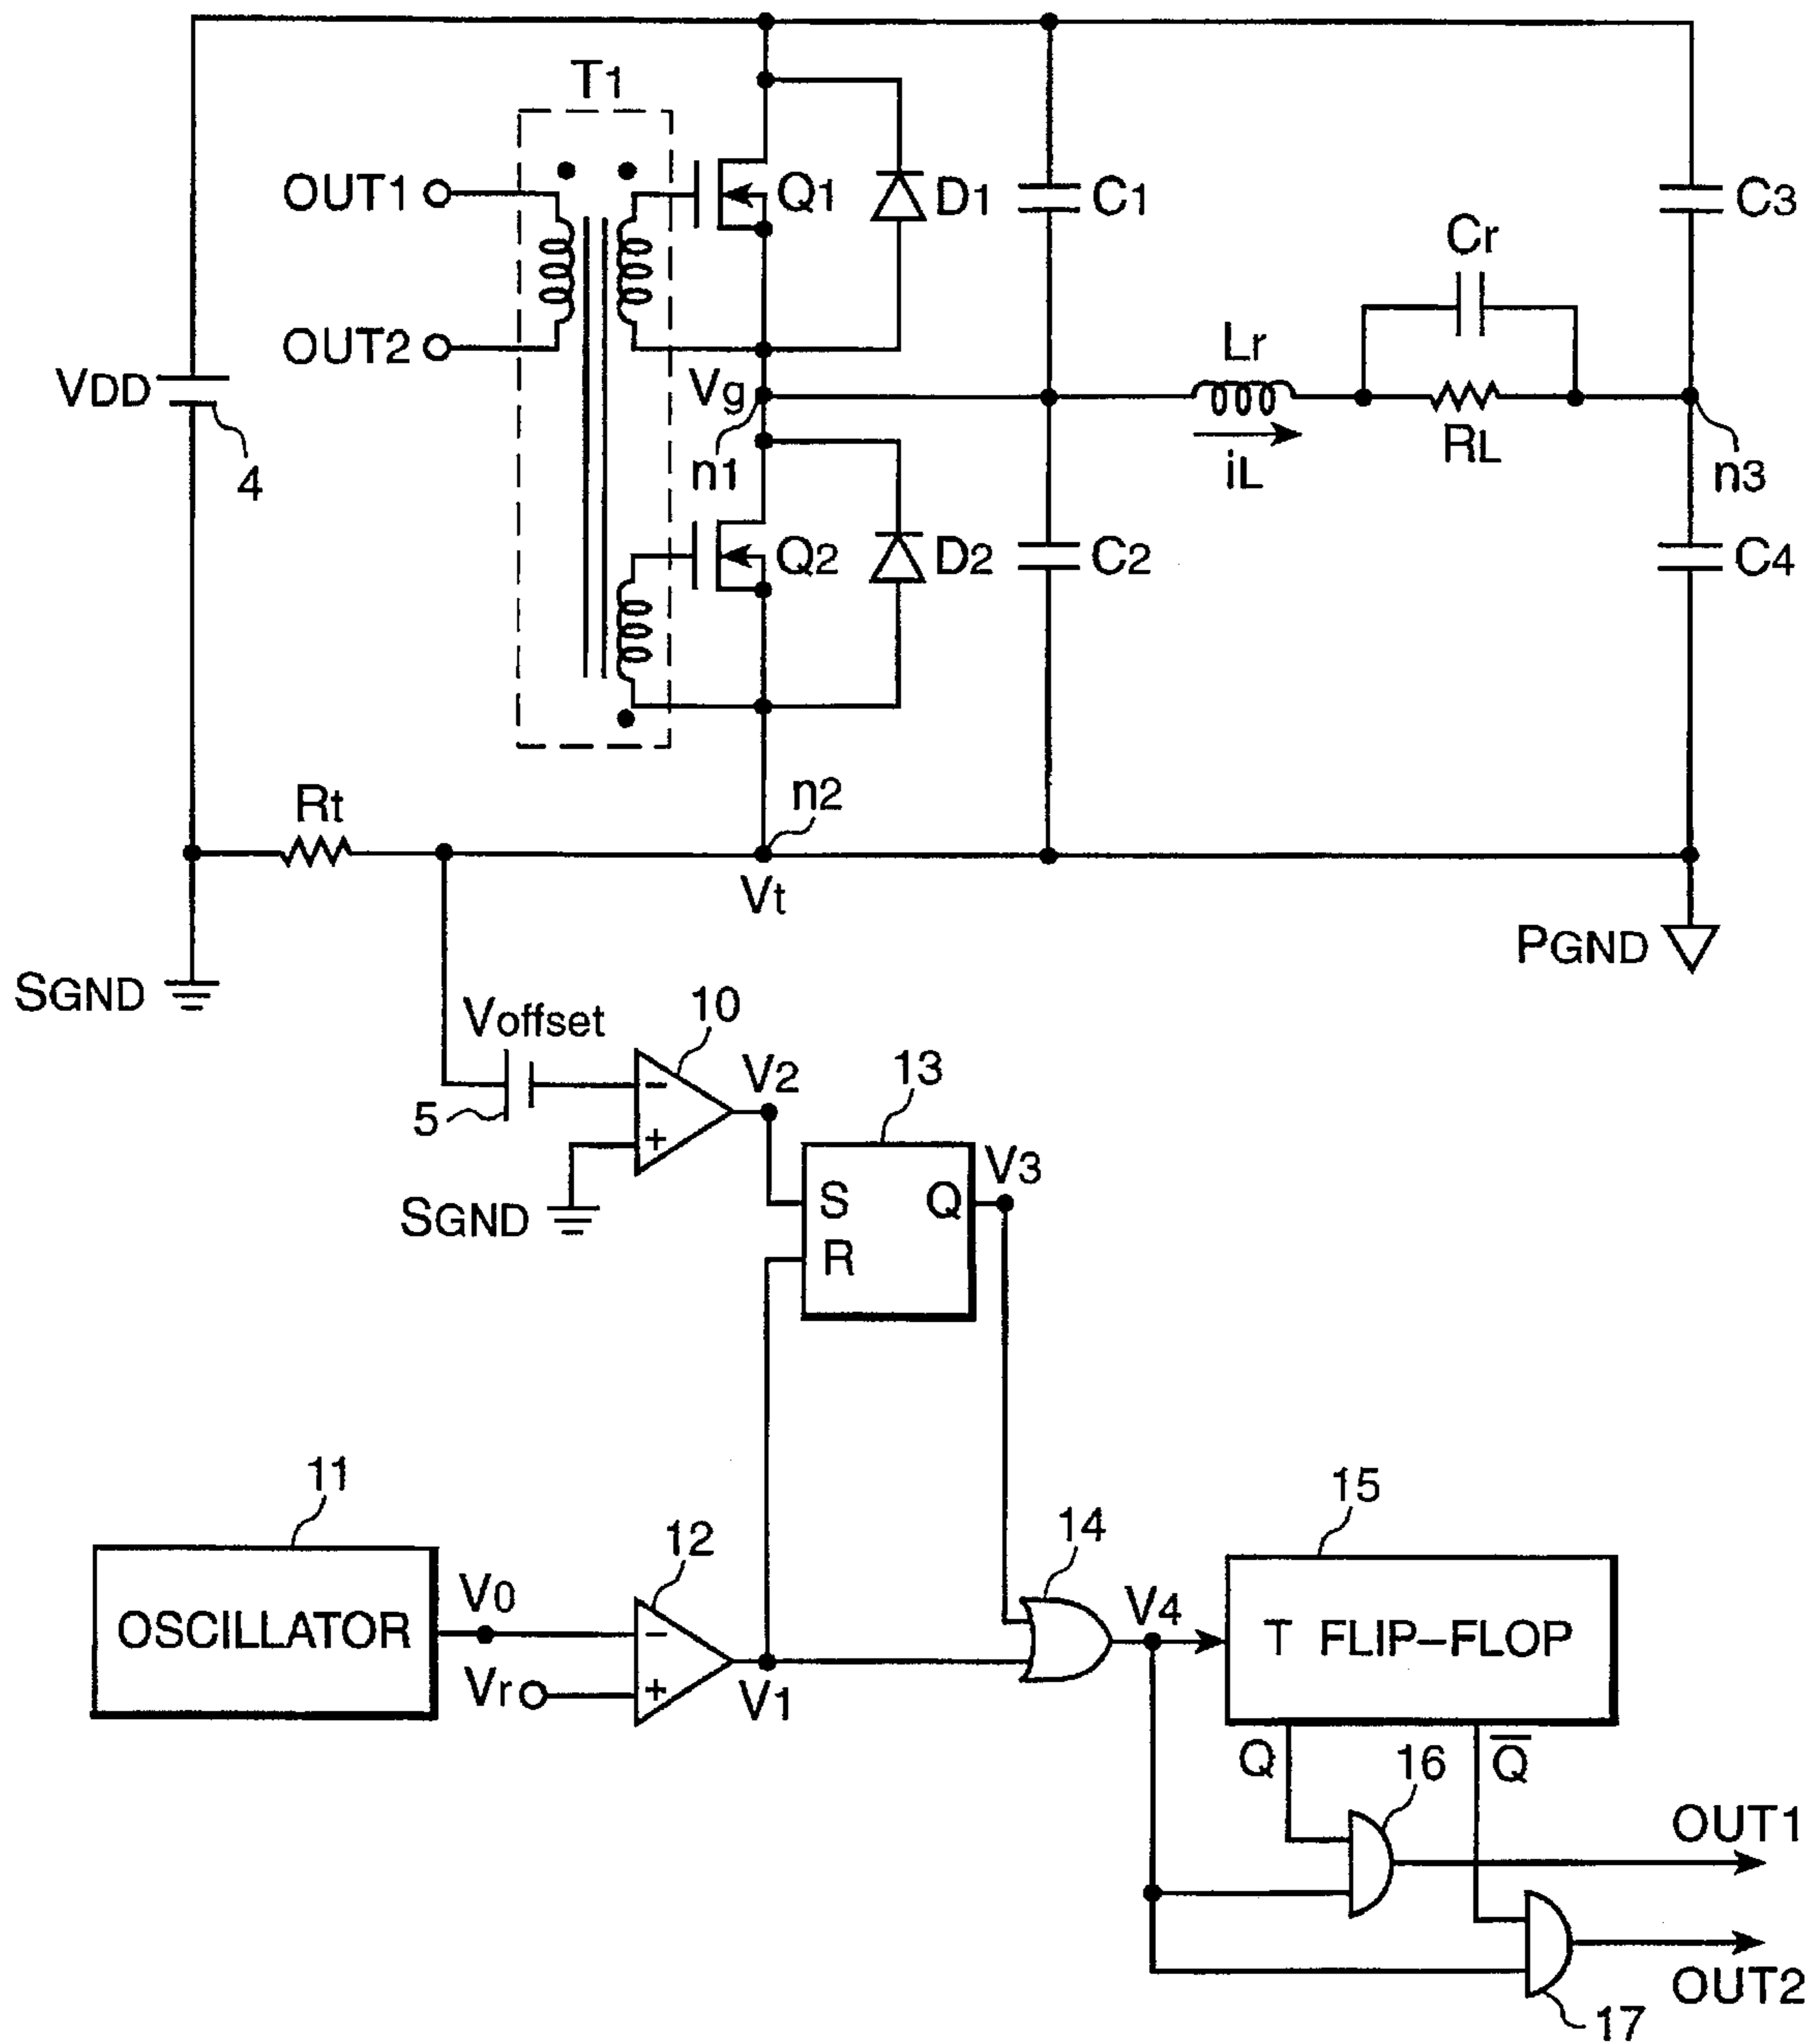 T1
OUT1
Q1
D1
C1
C3
Cr
OUT2
Lr
VDD
Vg
4
n1
iL
RL
n3
Q2
D2
C2
C4
Rt
n2
Vt
SGND
PGND
Voffset
10
V2
13
5
-
+
SGND
S
Q
V3
R
11
12
14
15
OSCILLATOR
V0
-
V4
T FLIP-FLOP
Vr
+
V1
Q
Q̅
16
OUT1
OUT2
17